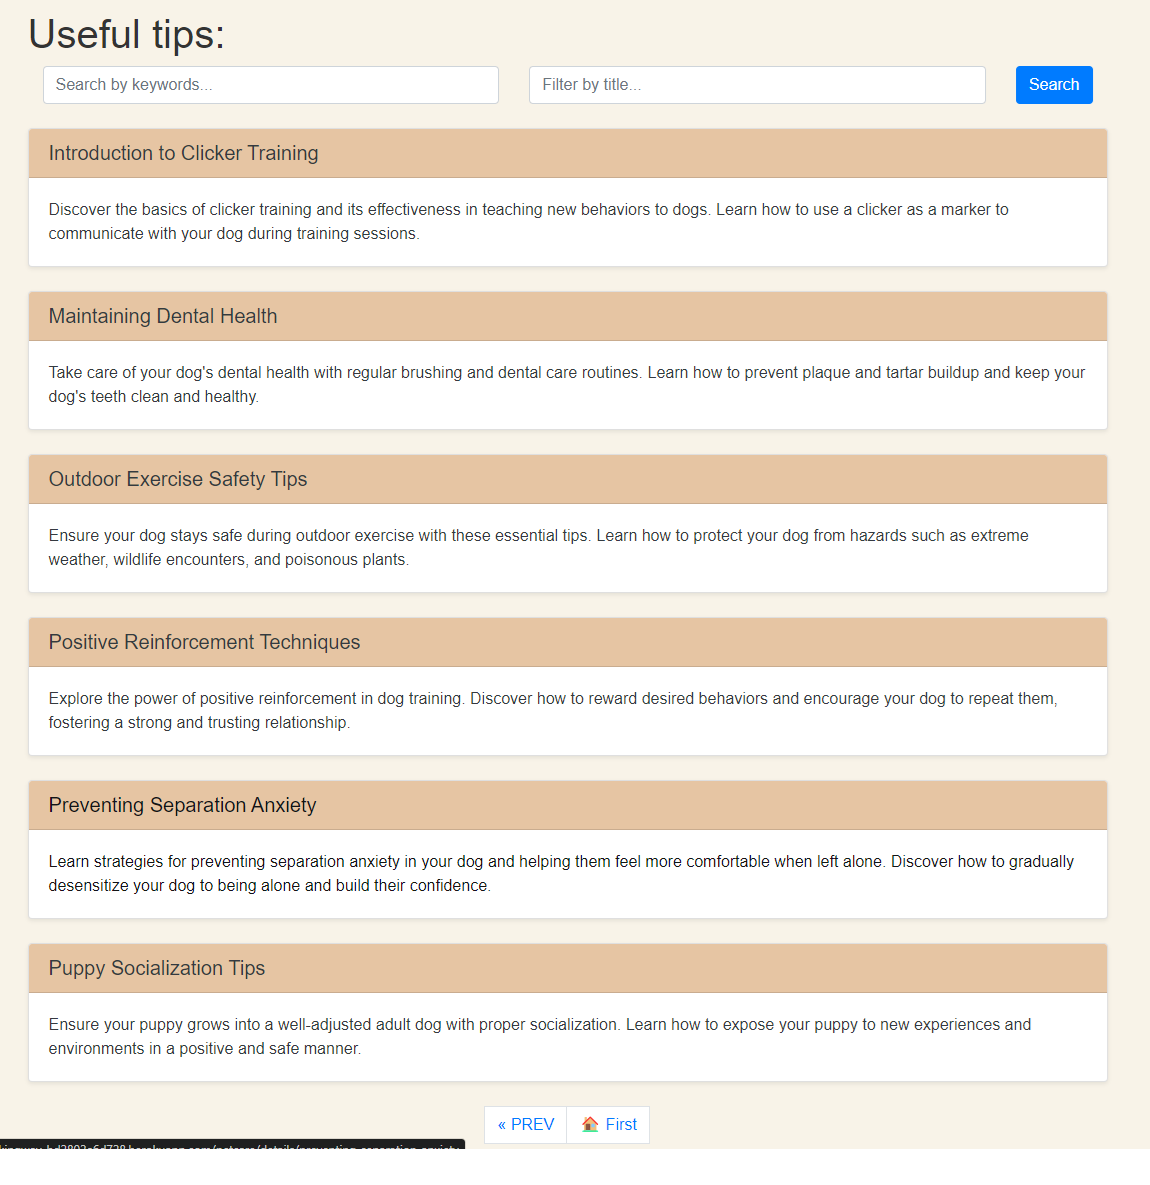 Useful tips:
Search by keywords...
Filter by title...
Search
Introduction to Clicker Training
Discover the basics of clicker training and its effectiveness in teaching new behaviors to dogs. Learn how to use a clicker as a marker to
communicate with your dog during training sessions.
Maintaining Dental Health
Take care of your dog's dental health with regular brushing and dental care routines. Learn how to prevent plaque and tartar buildup and keep your
dog's teeth clean and healthy.
Outdoor Exercise Safety Tips
Ensure your dog stays safe during outdoor exercise with these essential tips. Learn how to protect your dog from hazards such as extreme
weather, wildlife encounters, and poisonous plants.
Positive Reinforcement Techniques
Explore the power of positive reinforcement in dog training. Discover how to reward desired behaviors and encourage your dog to repeat them,
fostering a strong and trusting relationship.
Preventing Separation Anxiety
Learn strategies for preventing separation anxiety in your dog and helping them feel more comfortable when left alone. Discover how to gradually
desensitize your dog to being alone and build their confidence.
Puppy Socialization Tips
Ensure your puppy grows into a well-adjusted adult dog with proper socialization. Learn how to expose your puppy to new experiences and
environments in a positive and safe manner.
« PREV
First